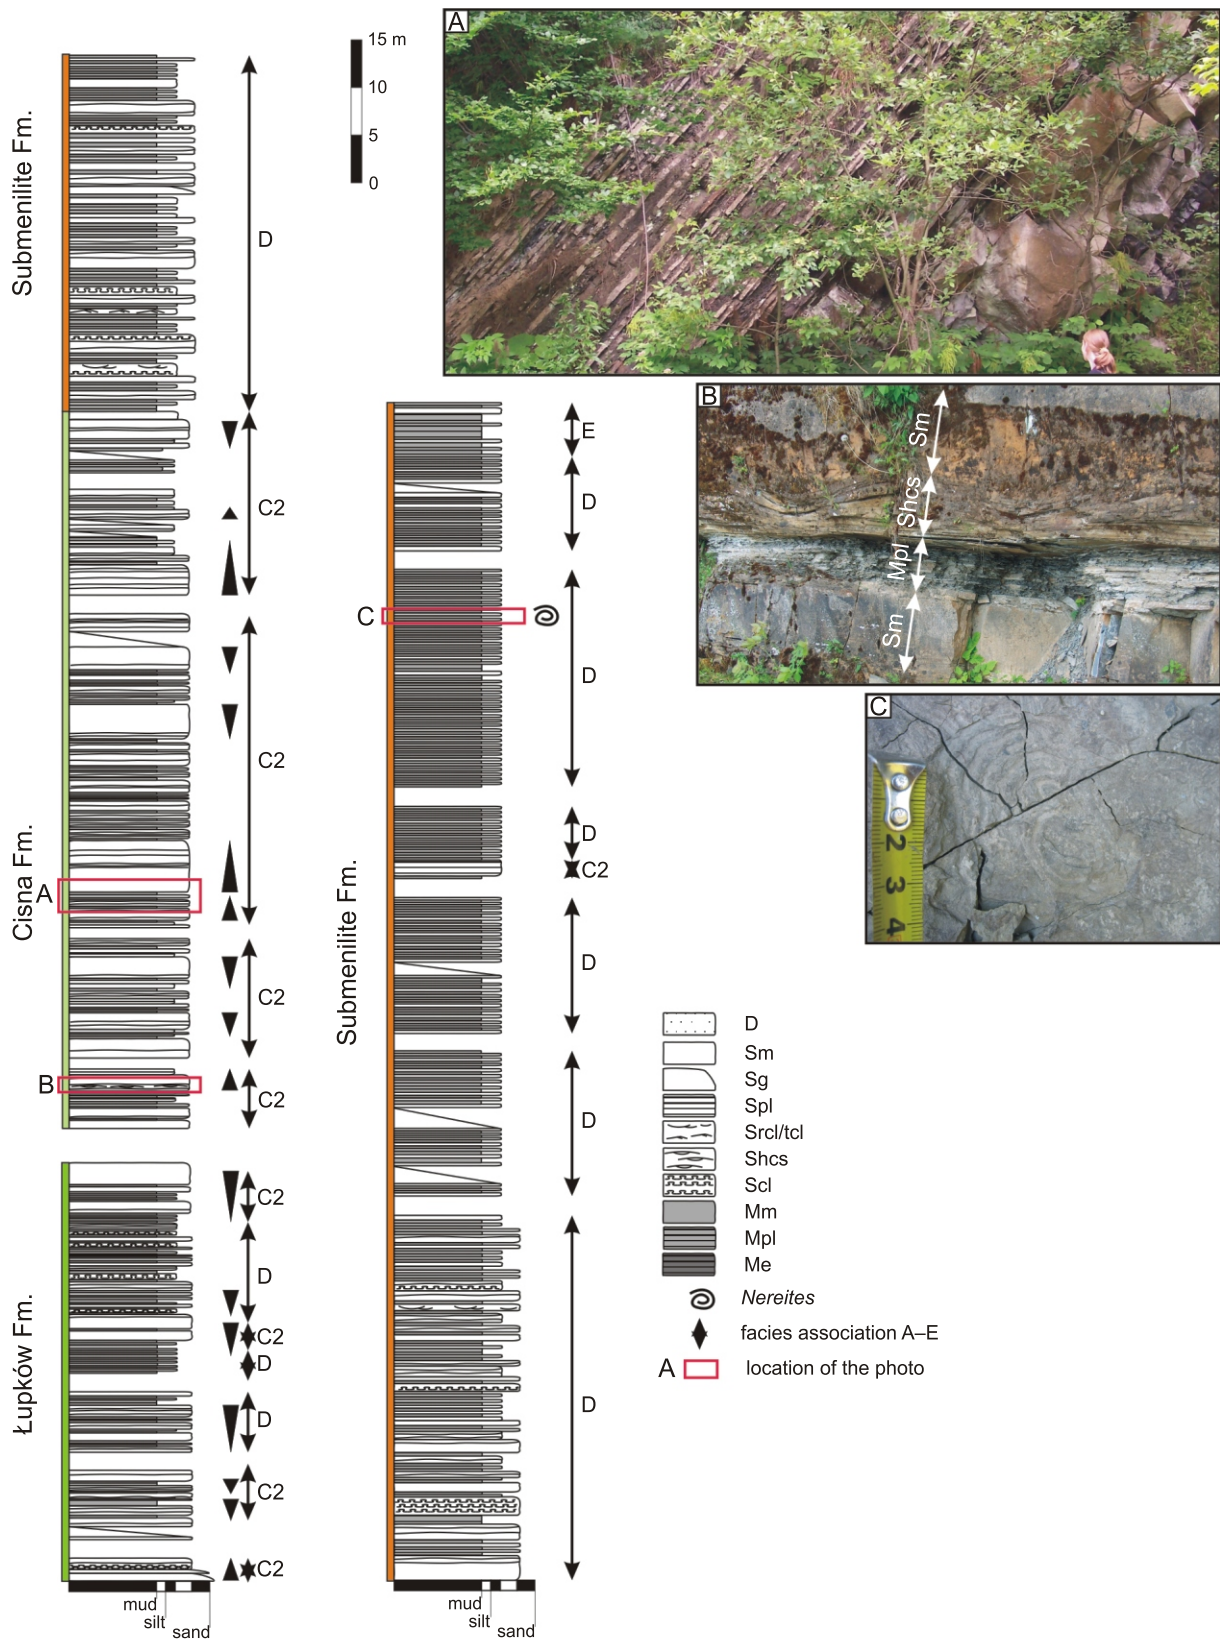 Submenilite Fm.
Cisna Fm.
Łupków Fm.
D
C2
C2
A
C2
B
C2
C2
D
C2
D
D
C2
C2
mud
silt
sand
15 m
10
5
0
Submenilite Fm.
E
D
C
D
D
C2
D
D
D
mud
silt
sand
A
B
Sm
Shcs
Mpl
Sm
C
2
3
4
D
Sm
Sg
Spl
Srcl/tcl
Shcs
Scl
Mm
Mpl
Me
Nereites
facies association A–E
A location of the photo